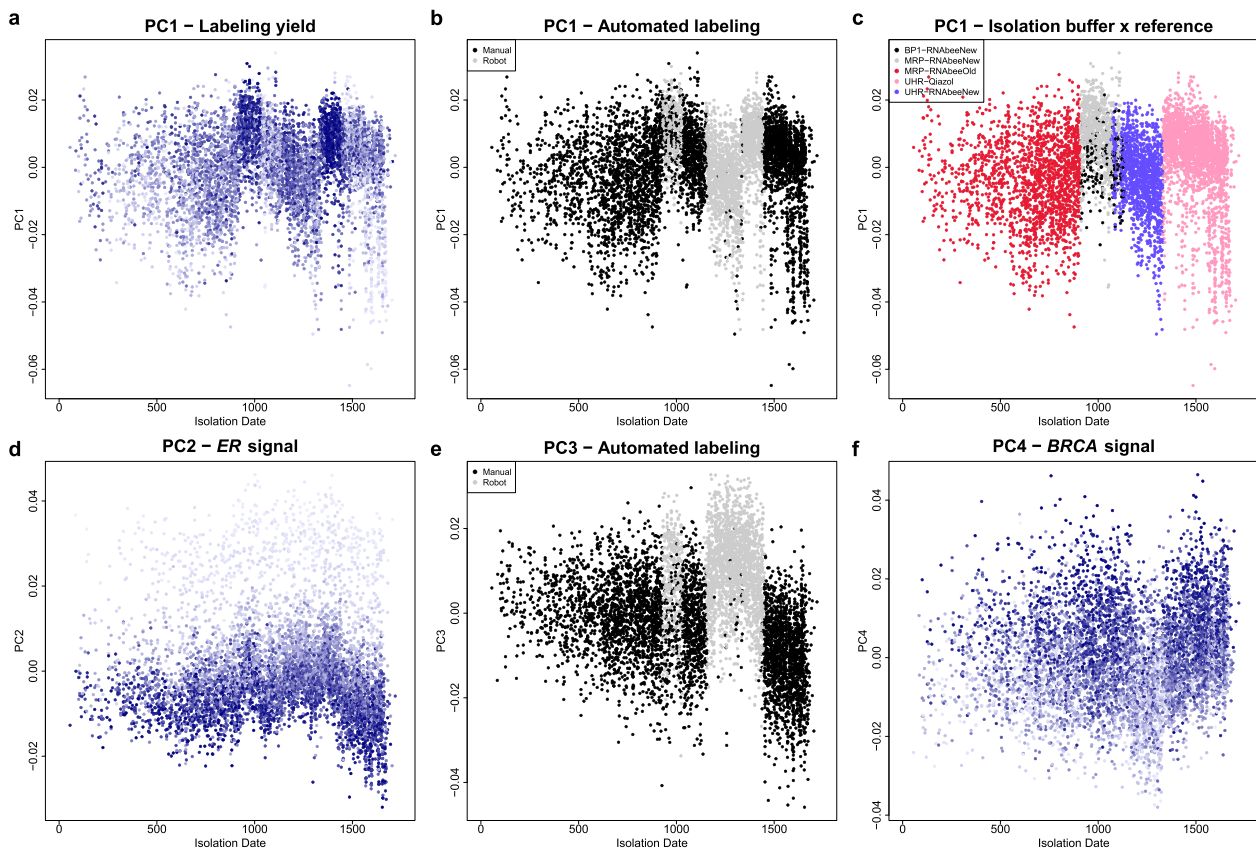 a
PC1 − Labeling yield
PC1
0.02
0.00
−0.02
−0.04
−0.06
0
500
1000
1500
Isolation Date
b
PC1 − Automated labeling
Manual
Robot
PC1
0.02
0.00
−0.02
−0.04
−0.06
0
500
1000
1500
Isolation Date
c
PC1 − Isolation buffer x reference
BP1−RNAbeeNew
MRP−RNAbeeNew
MRP−RNAbeeOld
UHR−Qiazol
UHR−RNAbeeNew
PC1
0.02
0.00
−0.02
−0.04
−0.06
0
500
1000
1500
Isolation Date
d
PC2 − ER signal
PC2
0.04
0.02
0.00
−0.02
0
500
1000
1500
Isolation Date
e
PC3 − Automated labeling
Manual
Robot
PC3
0.02
0.00
−0.02
−0.04
0
500
1000
1500
Isolation Date
f
PC4 − BRCA signal
PC4
0.04
0.02
0.00
−0.02
−0.04
0
500
1000
1500
Isolation Date